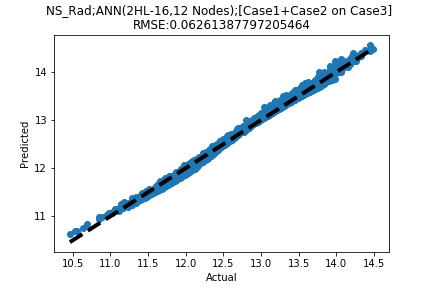 NS_Rad;ANN(2HL-16,12 Nodes);[Case1+Case2 on Case3]
RMSE:0.06261387797205464
14
13
12
11
Predicted
10.5 11.0 11.5 12.0 12.5 13.0 13.5 14.0 14.5
Actual